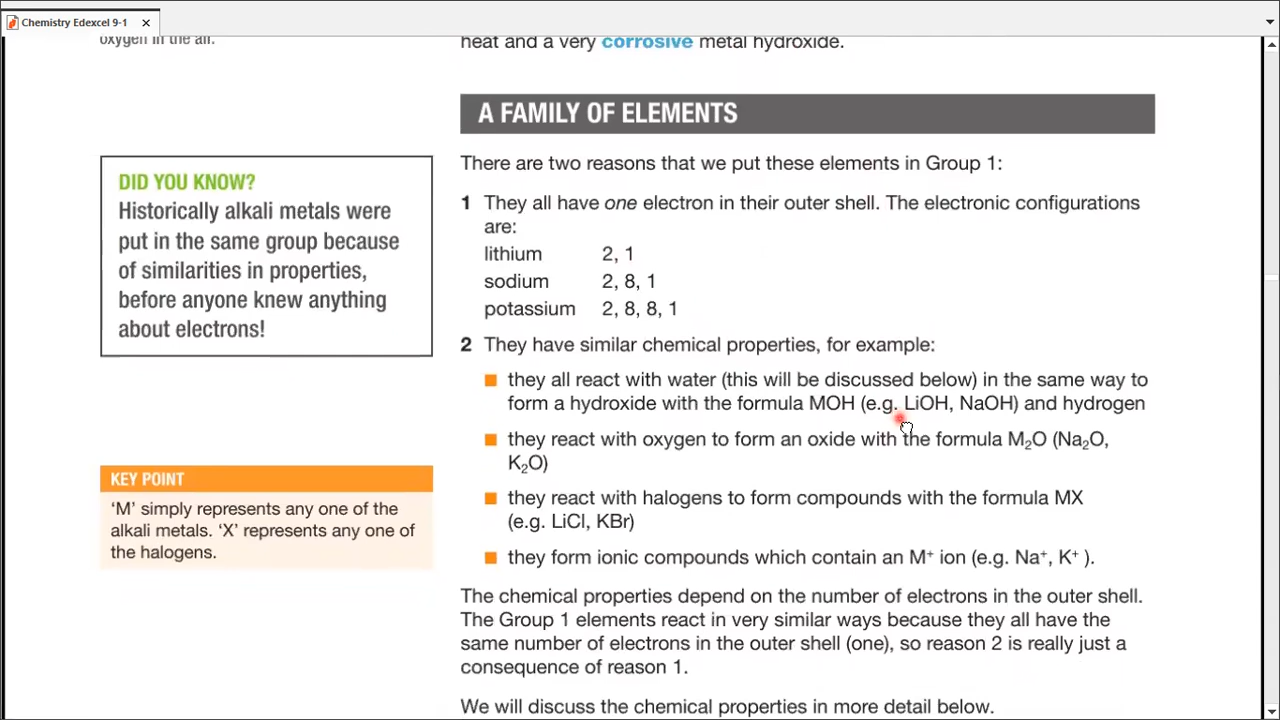 Chemistry Edexcel 9-1
oxygen in the air.
heat and a very corrosive metal hydroxide.
A FAMILY OF ELEMENTS
There are two reasons that we put these elements in Group 1:
1 They all have one electron in their outer shell. The electronic configurations
are:
lithium 2, 1
sodium 2, 8, 1
potassium 2, 8, 8, 1
2 They have similar chemical properties, for example:
■ they all react with water (this will be discussed below) in the same way to
form a hydroxide with the formula MOH (e.g. LiOH, NaOH) and hydrogen
■ they react with oxygen to form an oxide with the formula M₂O (Na₂O,
K₂O)
■ they react with halogens to form compounds with the formula MX
(e.g. LiCl, KBr)
■ they form ionic compounds which contain an M⁺ ion (e.g. Na⁺, K⁺ ).
The chemical properties depend on the number of electrons in the outer shell.
The Group 1 elements react in very similar ways because they all have the
same number of electrons in the outer shell (one), so reason 2 is really just a
consequence of reason 1.
We will discuss the chemical properties in more detail below.
DID YOU KNOW?
Historically alkali metals were
put in the same group because
of similarities in properties,
before anyone knew anything
about electrons!
KEY POINT
‘M’ simply represents any one of the
alkali metals. ‘X’ represents any one of
the halogens.